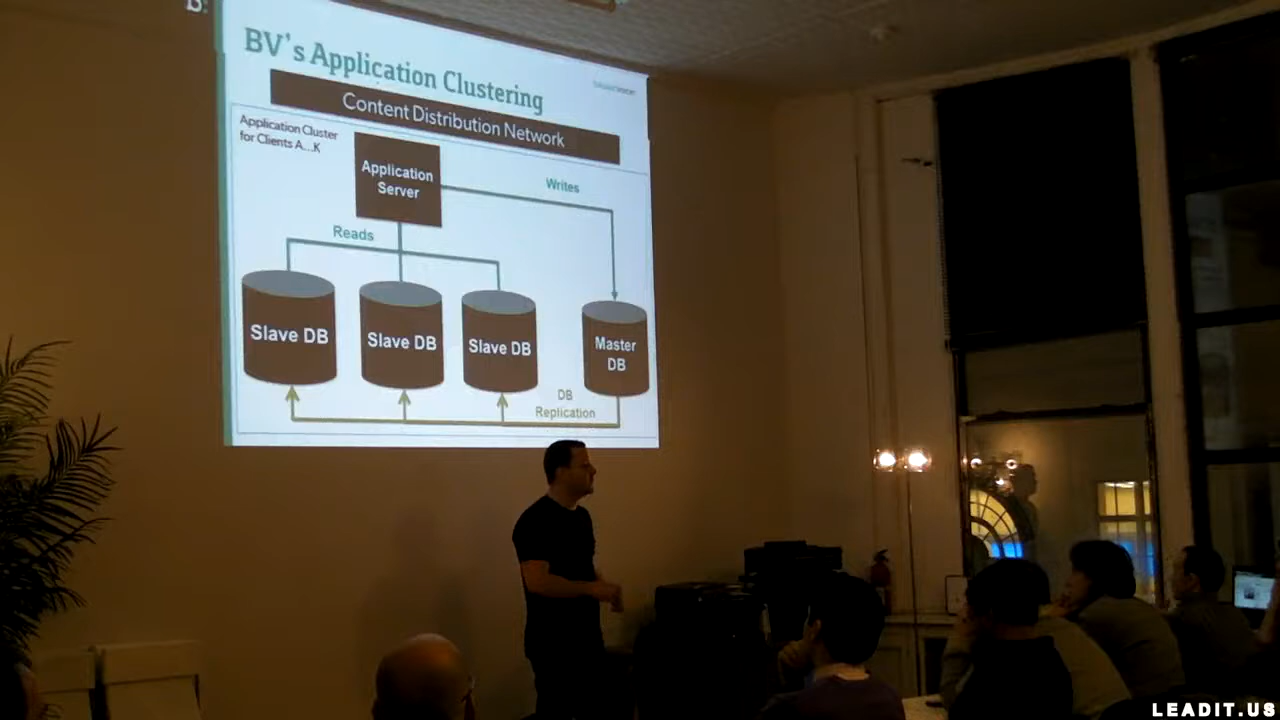 B:
BV's Application Clustering
Content Distribution Network
Application Cluster
for Clients A...K
Application
Server
Writes
Reads
Slave DB
Slave DB
Slave DB
Master
DB
DB
Replication
LEADIT.US